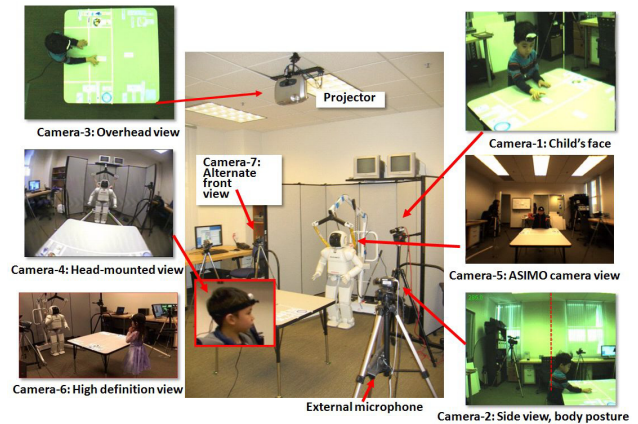 Camera-3: Overhead view
Projector
Camera-1: Child's face
Camera-7:
Alternate
front
view
Camera-4: Head-mounted view
Camera-5: ASIMO camera view
Camera-6: High definition view
External microphone
Camera-2: Side view, body posture